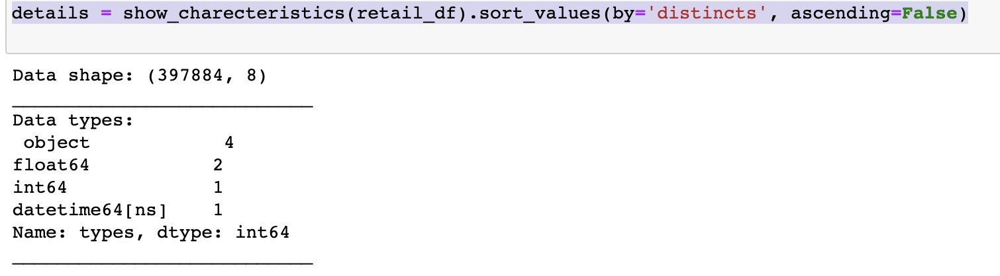 details = show_charecteristics(retail_df).sort_values(by='distincts', ascending=False)
Data shape: (397884, 8)
___________________________
Data types:
 object            4
float64           2
int64             1
datetime64[ns]    1
Name: types, dtype: int64
___________________________